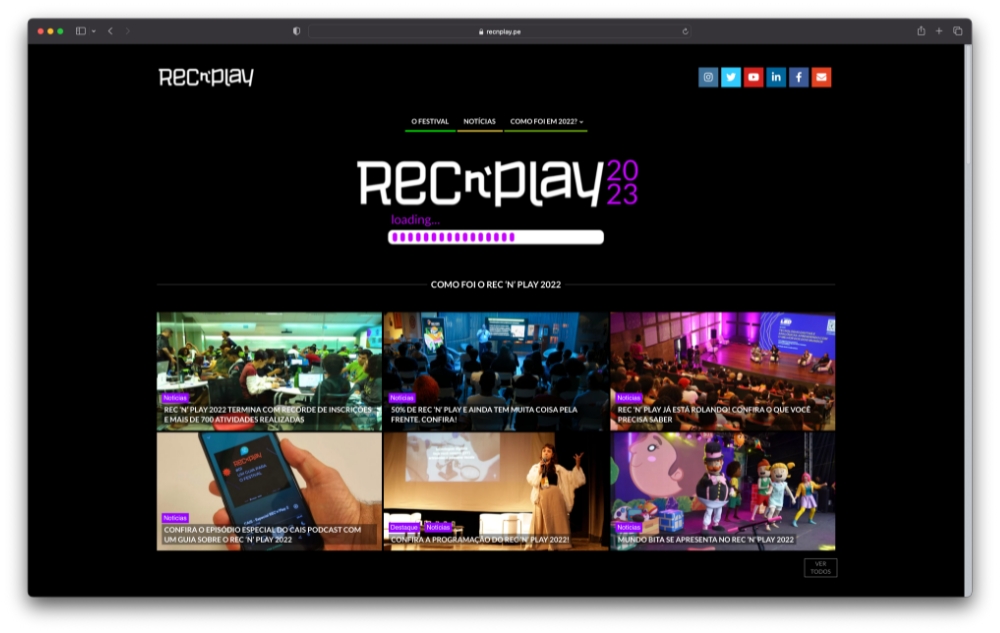 recnplay.pe
REC'n'Play
O FESTIVAL
NOTÍCIAS
COMO FOI EM 2022?
REC'n'Play 2023
loading...
COMO FOI O REC 'N' PLAY 2022
Notícias
REC 'N' PLAY 2022 TERMINA COM RECORDE DE INSCRIÇÕES
E MAIS DE 700 ATIVIDADES REALIZADAS
Notícias
50% DE REC 'N' PLAY E AINDA TEM MUITA COISA PELA
FRENTE. CONFIRA!
Notícias
REC 'N' PLAY JÁ ESTÁ ROLANDO! CONFIRA O QUE VOCÊ
PRECISA SABER
Notícias
CONFIRA O EPISÓDIO ESPECIAL DO CAIS PODCAST COM
UM GUIA SOBRE O REC 'N' PLAY 2022
Destaque Notícias
CONFIRA A PROGRAMAÇÃO DO REC 'N' PLAY 2022!
Notícias
MUNDO BITA SE APRESENTA NO REC 'N' PLAY 2022
VER
TODOS